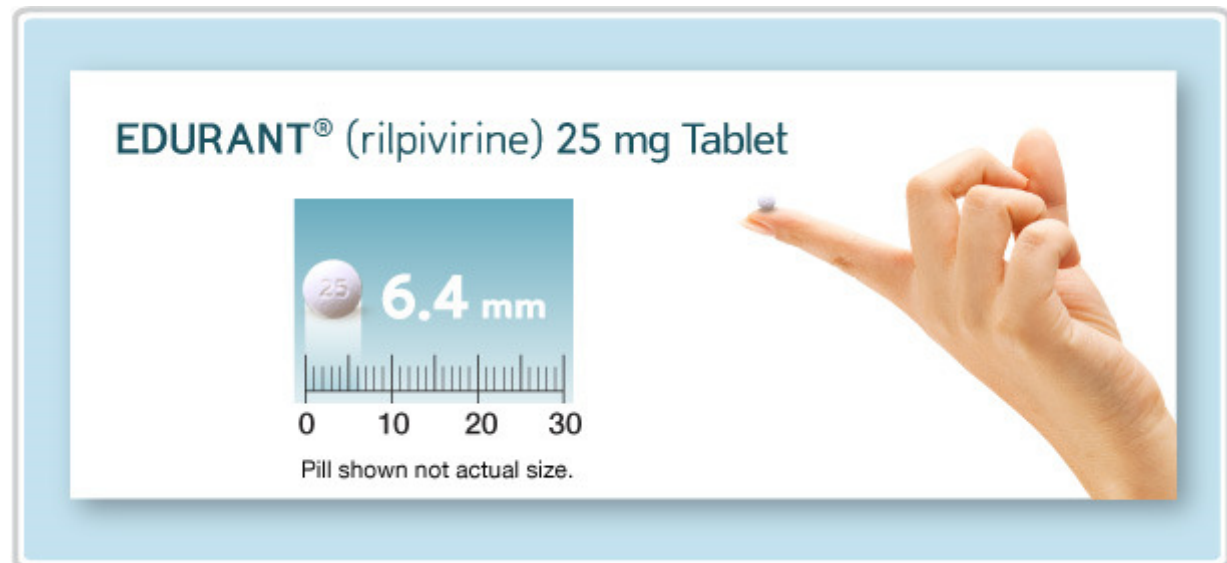 EDURANT® (rilpivirine) 25 mg Tablet
25
6.4 mm
0 10 20 30
Pill shown not actual size.